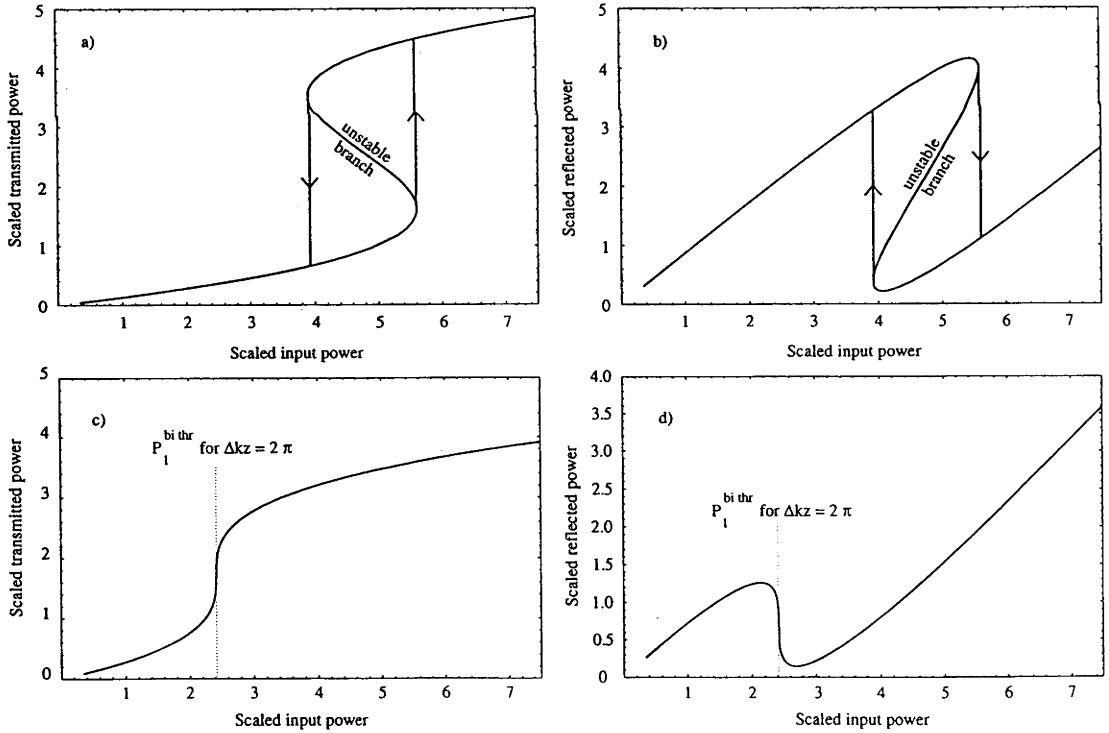 a)
Scaled transmitted power
5
4
3
2
1
0
unstable
branch
1 2 3 4 5 6 7
Scaled input power
b)
Scaled reflected power
5
4
3
2
1
0
unstable
branch
1 2 3 4 5 6 7
Scaled input power
c)
Scaled transmitted power
5
4
3
2
1
0
P_1^{bi thr} for Δkz = 2 π
1 2 3 4 5 6 7
Scaled input power
d)
Scaled reflected power
4.0
3.5
3.0
2.5
2.0
1.5
1.0
0.5
0
P_1^{bi thr} for Δkz = 2 π
1 2 3 4 5 6 7
Scaled input power